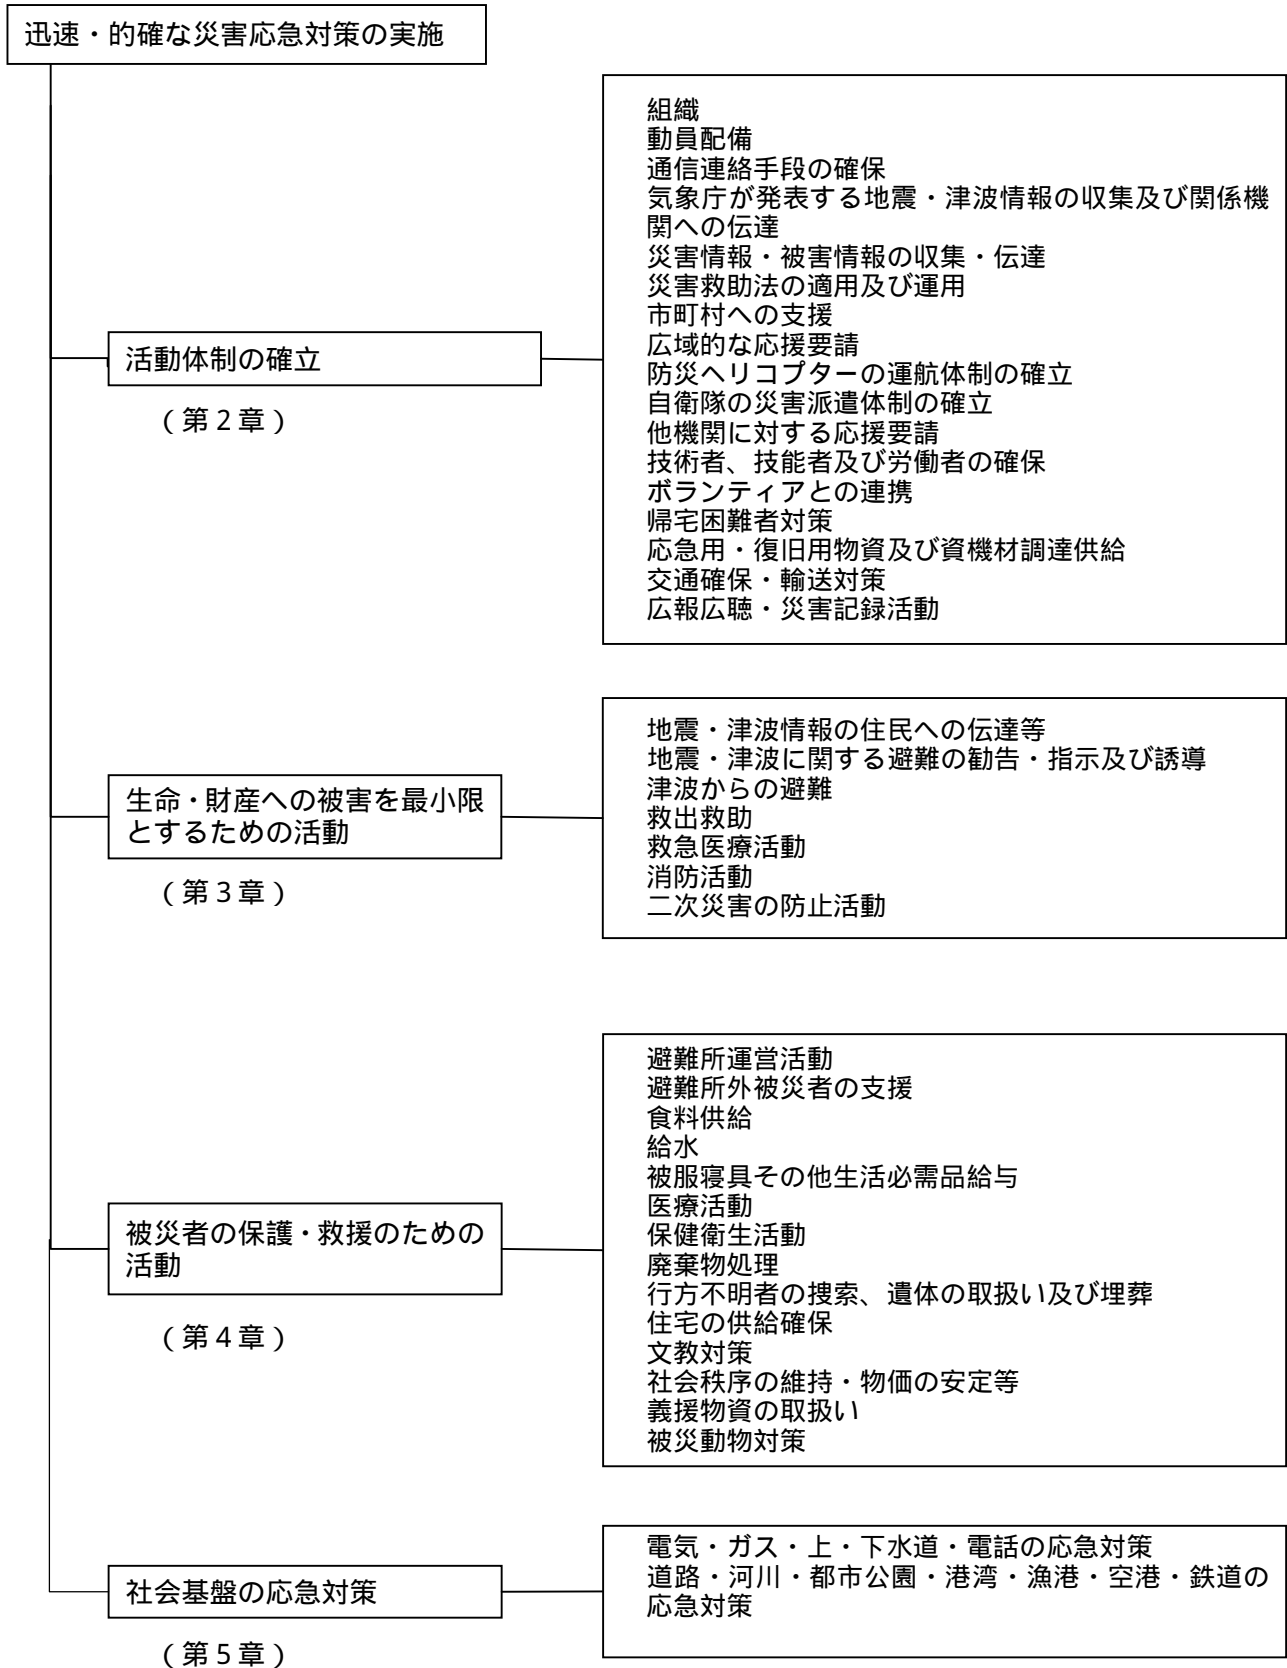 迅速・的確な災害応急対策の実施
組織
動員配備
通信連絡手段の確保
気象庁が発表する地震・津波情報の収集及び関係機
関への伝達
災害情報・被害情報の収集・伝達
災害救助法の適用及び運用
市町村への支援
広域的な応援要請
防災ヘリコプターの運航体制の確立
自衛隊の災害派遣体制の確立
他機関に対する応援要請
技術者、技能者及び労働者の確保
ボランティアとの連携
帰宅困難者対策
応急用・復旧用物資及び資機材調達供給
交通確保・輸送対策
広報広聴・災害記録活動
活動体制の確立
（第２章）
地震・津波情報の住民への伝達等
地震・津波に関する避難の勧告・指示及び誘導
津波からの避難
救出救助
救急医療活動
消防活動
二次災害の防止活動
生命・財産への被害を最小限
とするための活動
（第３章）
避難所運営活動
避難所外被災者の支援
食料供給
給水
被服寝具その他生活必需品給与
医療活動
保健衛生活動
廃棄物処理
行方不明者の捜索、遺体の取扱い及び埋葬
住宅の供給確保
文教対策
社会秩序の維持・物価の安定等
義援物資の取扱い
被災動物対策
被災者の保護・救援のための
活動
（第４章）
電気・ガス・上・下水道・電話の応急対策
道路・河川・都市公園・港湾・漁港・空港・鉄道の
応急対策
社会基盤の応急対策
（第５章）